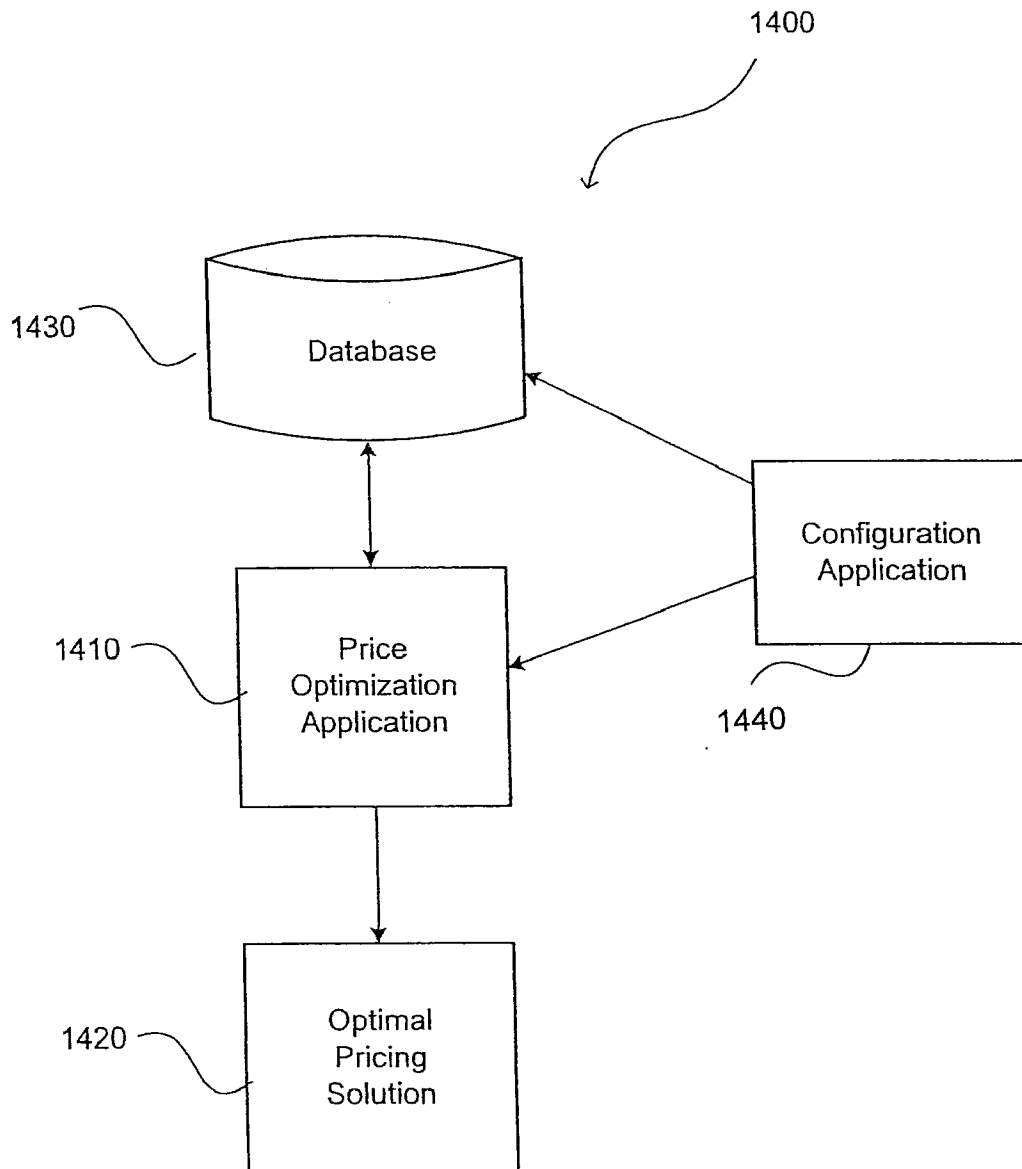 1400
1430
Database
Configuration
Application
1410
Price
Optimization
Application
1440
1420
Optimal
Pricing
Solution